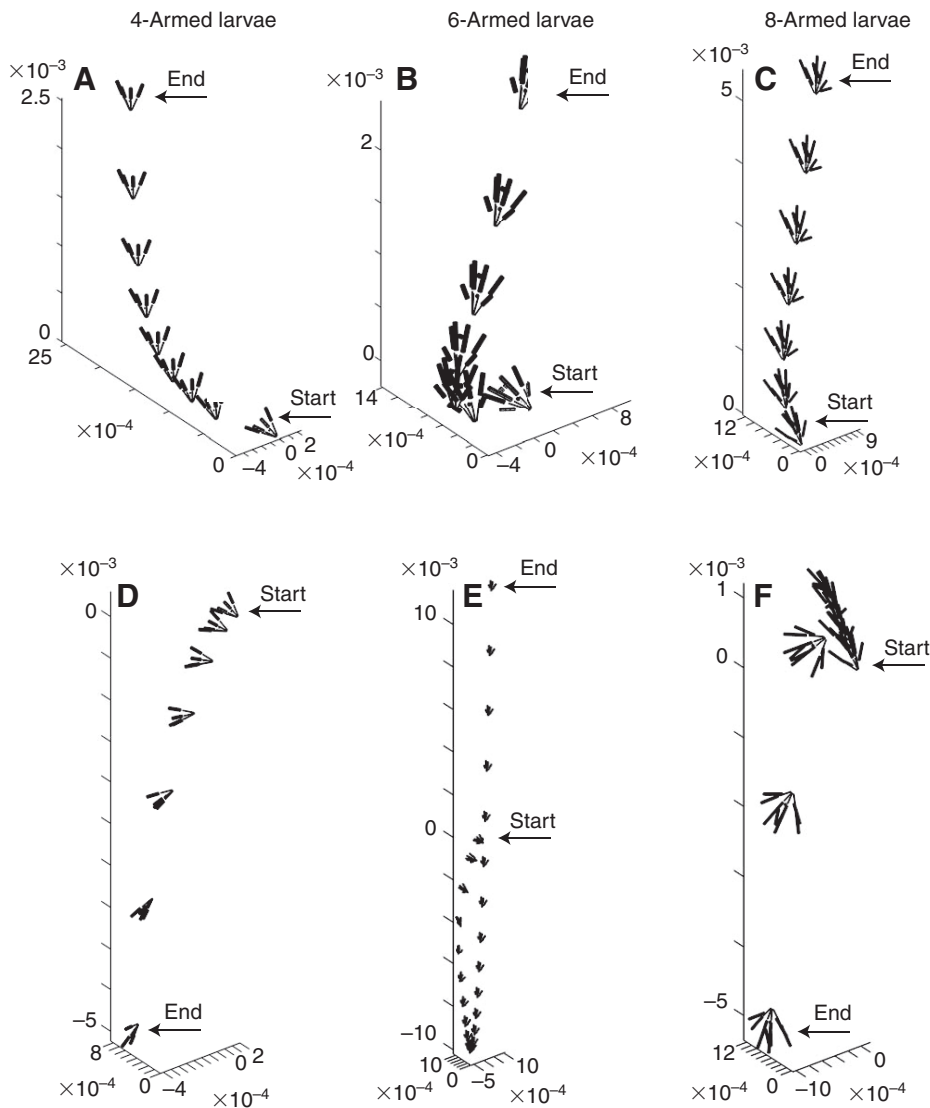 4-Armed larvae 6-Armed larvae 8-Armed larvae
×10⁻³ A End
2.5
0
25
×10⁻⁴
Start
0 −4 0 2
×10⁻⁴
×10⁻³ B End
2
0
14
Start
×10⁻⁴
0 −4 0 8
×10⁻⁴
×10⁻³ C End
5
0
12
Start
×10⁻⁴ 0 0 9
×10⁻⁴
×10⁻³ D
0 Start
−5 End
8
×10⁻⁴ 0 −4 0 2
×10⁻⁴
×10⁻³ E End
10
0 Start
−10
10 10
×10⁻⁴ 0 −5
×10⁻⁴
×10⁻³ F
1
0 Start
−5 End
12
×10⁻⁴ 0 −10 0
×10⁻⁴